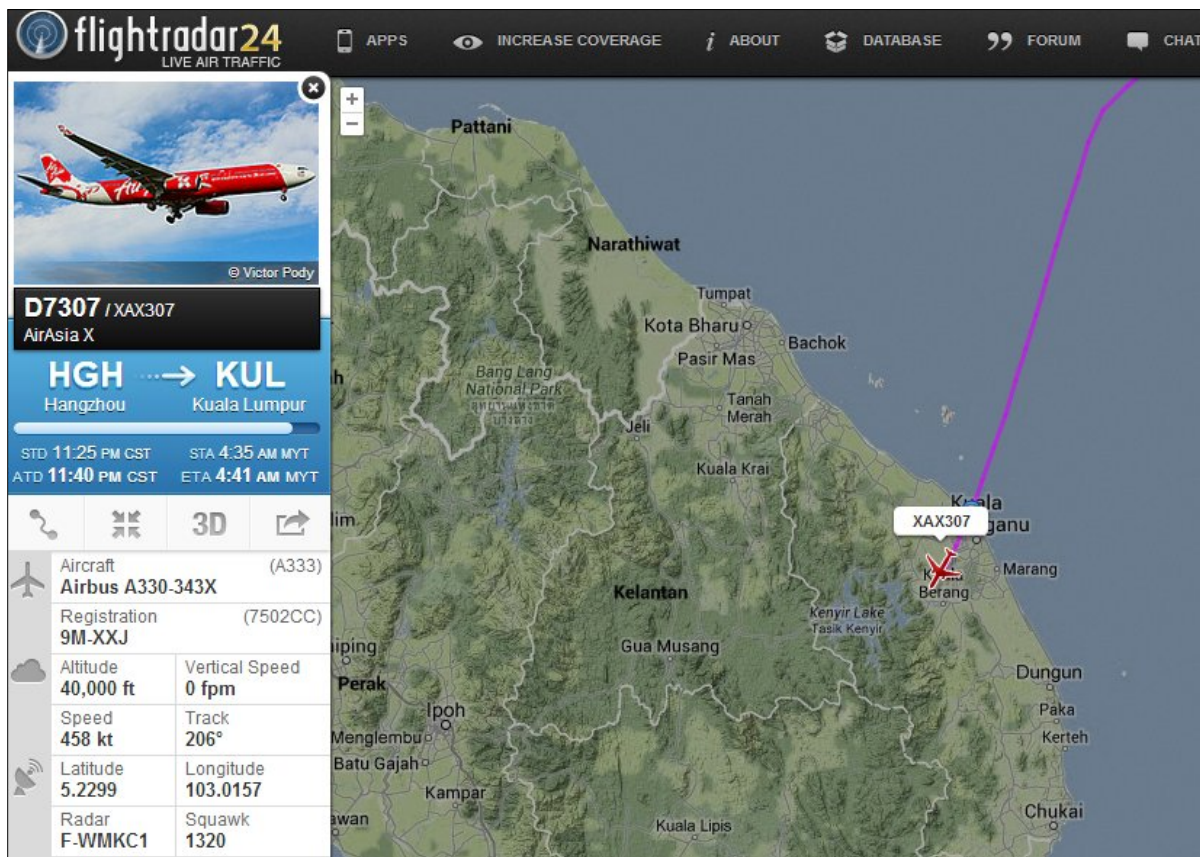 flightradar24
LIVE AIR TRAFFIC
APPS
INCREASE COVERAGE
i ABOUT
DATABASE
FORUM
CHAT
© Victor Pody
D7307 / XAX307
AirAsia X
HGH
KUL
Hangzhou
Kuala Lumpur
STD 11:25 PM CST
STA 4:35 AM MYT
ATD 11:40 PM CST
ETA 4:41 AM MYT
3D
Aircraft (A333)
Airbus A330-343X
Registration (7502CC)
9M-XXJ
Altitude
40,000 ft
Vertical Speed
0 fpm
Speed
458 kt
Track
206°
Latitude
5.2299
Longitude
103.0157
Radar
F-WMKC1
Squawk
1320
+
−
Pattani
Narathiwat
Tumpat
Kota Bharu
Bachok
Pasir Mas
Bang Lang
National Park
Tanah
Merah
Jeli
Kuala Krai
Kuala
ganu
XAX307
Marang
Berang
Kelantan
Kenyir Lake
Tasik Kenyir
Gua Musang
iping
Perak
Dungun
Ipoh
Paka
Menglembu
Kerteh
Batu Gajah
Kampar
Chukai
awan
Kuala Lipis